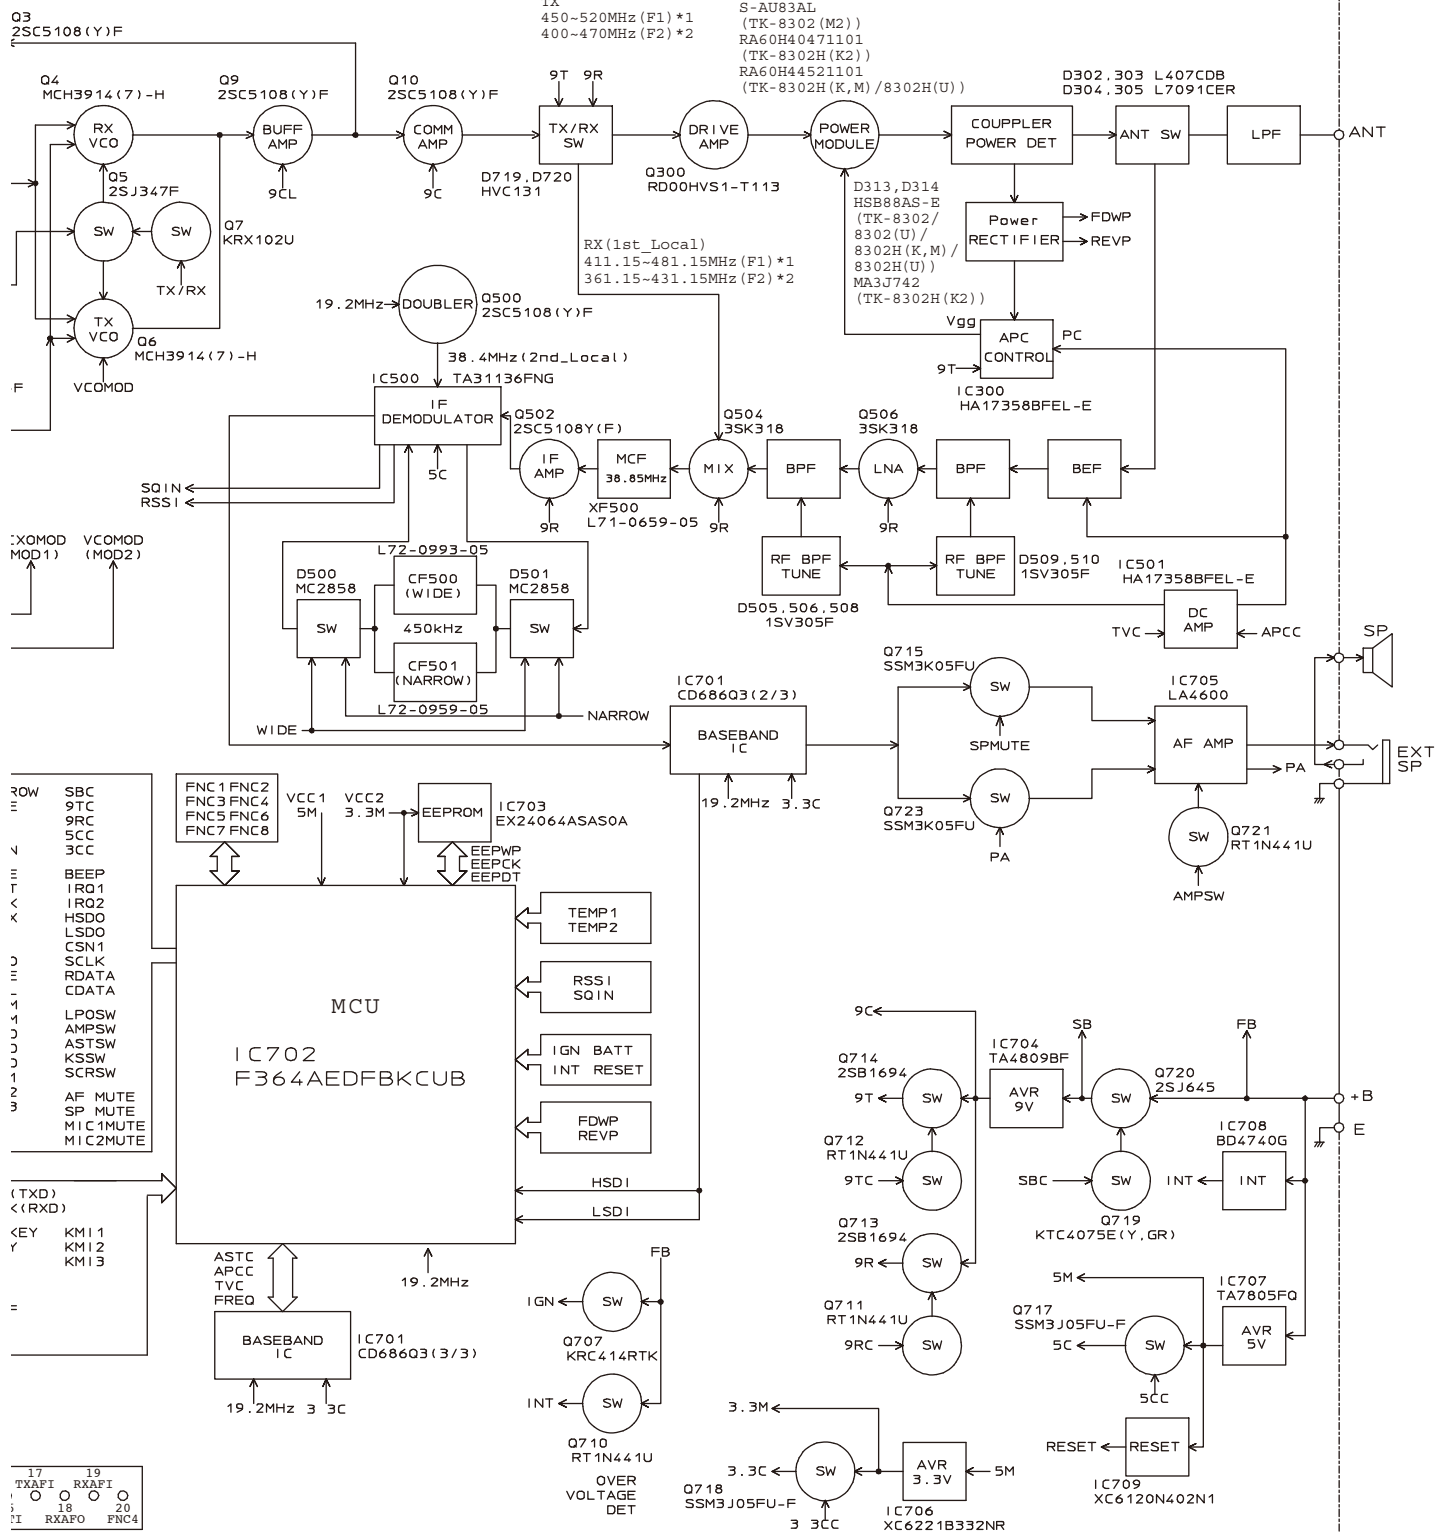 Q3
2SC5108(Y)F
TX
450~520MHz(F1)*1
400~470MHz(F2)*2
S-AU83AL
(TK-8302(M2))
RA60H40471101
(TK-8302H(K2))
RA60H44521101
(TK-8302H(K,M)/8302H(U))
Q4
MCH3914(7)-H
RX
VCO
Q9
2SC5108(Y)F
BUFF
AMP
9CL
Q10
2SC5108(Y)F
COMM
AMP
9C
9T 9R
TX/RX
SW
D719,D720
HVC131
DRIVE
AMP
Q300
RD00HVS1-T113
POWER
MODULE
COUPPLER
POWER DET
D302,303 L407CDB
D304,305 L7091CER
ANT SW
LPF
ANT
Q5
2SJ347F
SW
SW
Q7
KRX102U
TX/RX
TX
VCO
Q6
MCH3914(7)-H
VCOMOD
F
RX(1st_Local)
411.15~481.15MHz(F1)*1
361.15~431.15MHz(F2)*2
D313,D314
HSB88AS-E
(TK-8302/
8302(U)/
8302H(K,M)/
8302H(U))
MA3J742
(TK-8302H(K2))
Power
RECTIFIER
FDWP
REVP
Vgg
APC
CONTROL
PC
9T
IC300
HA17358BFEL-E
19.2MHz
DOUBLER
Q500
2SC5108(Y)F
38.4MHz(2nd_Local)
IC500 TA31136FNG
IF
DEMODULATOR
5C
SQIN
RSSI
Q502
2SC5108Y(F)
IF
AMP
9R
MCF
38.85MHz
XF500
L71-0659-05
Q504
3SK318
MIX
9R
BPF
Q506
3SK318
LNA
9R
BPF
BEF
RF BPF
TUNE
D505,506,508
1SV305F
RF BPF
TUNE
D509,510
1SV305F
IC501
HA17358BFEL-E
DC
AMP
TVC
APCC
VCOMOD
(MOD2)
L72-0993-05
CF500
(WIDE)
D500
MC2858
SW
450kHz
D501
MC2858
SW
CF501
(NARROW)
L72-0959-05
NARROW
WIDE
IC701
CD686Q3(2/3)
BASEBAND
IC
19.2MHz 3.3C
Q715
SSM3K05FU
SW
SPMUTE
Q723
SSM3K05FU
SW
PA
IC705
LA4600
AF AMP
PA
SW
Q721
RT1N441U
AMPSW
SP
EXT
SP
ROW SBC
9TC
9RC
5CC
3CC
BEEP
IRQ1
IRQ2
HSDO
LSDO
CSN1
SCLK
RDATA
CDATA
LPOSW
AMPSW
ASTSW
KSSW
SCRSW
AF MUTE
SP MUTE
MIC1MUTE
MIC2MUTE
(TXD)
(RXD)
KEY KMI1
KMI2
KMI3
FNC1 FNC2
FNC3 FNC4
FNC5 FNC6
FNC7 FNC8
VCC1
5M
VCC2
3.3M
EEPROM
IC703
EX24064ASAS0A
EEPWP
EEPCK
EEPDT
MCU
IC702
F364AEDFBKCUB
TEMP1
TEMP2
RSSI
SQIN
IGN BATT
INT RESET
FDWP
REVP
HSDI
LSDI
19.2MHz
ASTC
APCC
TVC
FREQ
BASEBAND
IC
IC701
CD686Q3(3/3)
19.2MHz 3 3C
FB
IGN
SW
Q707
KRC414RTK
INT
SW
Q710
RT1N441U
OVER
VOLTAGE
DET
9C
Q714
2SB1694
9T
SW
IC704
TA4809BF
AVR
9V
SB
SW
Q720
2SJ645
FB
+B
E
Q712
RT1N441U
9TC
SW
SBC
SW
Q719
KTC4075E(Y,GR)
IC708
BD4740G
INT
INT
Q713
2SB1694
9R
SW
Q711
RT1N441U
9RC
SW
5M
Q717
SSM3J05FU-F
5C
SW
5CC
IC707
TA7805FQ
AVR
5V
RESET
RESET
IC709
XC6120N402N1
3.3M
3.3C
SW
Q718
SSM3J05FU-F
3 3CC
AVR
3.3V
5M
IC706
XC6221B332NR
17 19
TXAFI RXAFI
18 20
RXAFO FNC4